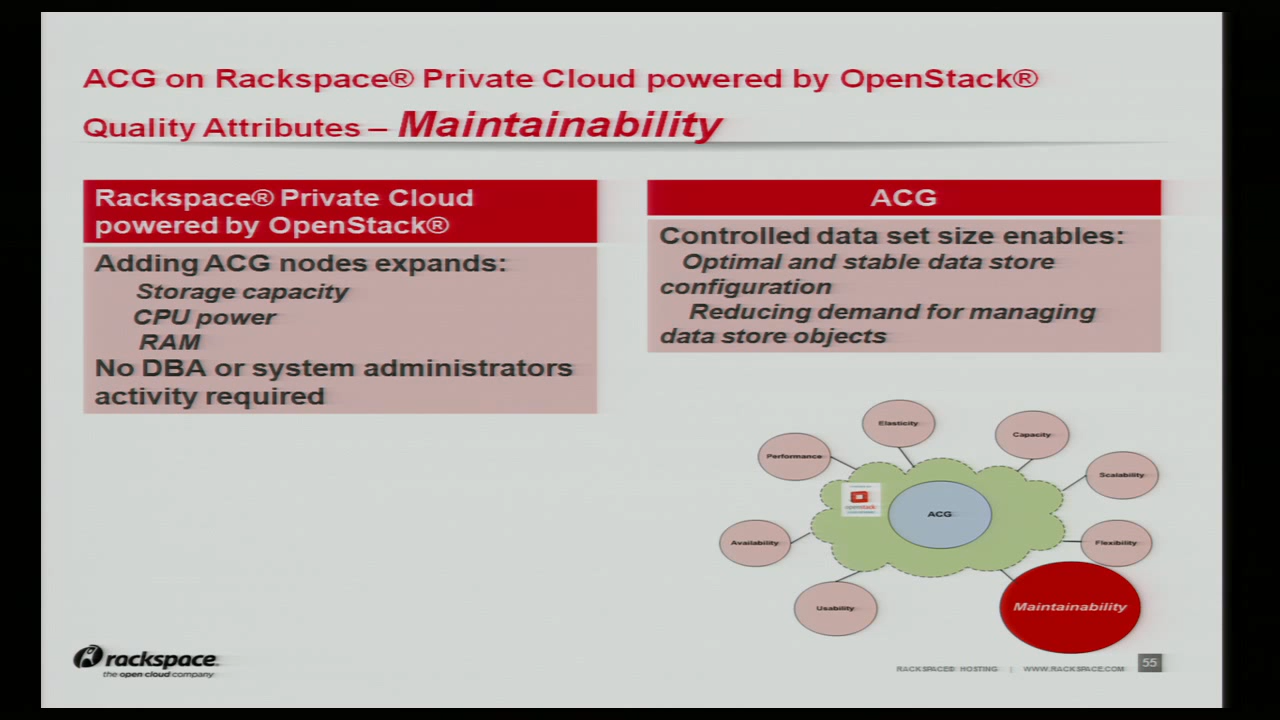 ACG on Rackspace® Private Cloud powered by OpenStack®
Quality Attributes – Maintainability
Rackspace® Private Cloud
powered by OpenStack®
Adding ACG nodes expands:
Storage capacity
CPU power
RAM
No DBA or system administrators
activity required
ACG
Controlled data set size enables:
Optimal and stable data store
configuration
Reducing demand for managing
data store objects
Elasticity
Capacity
Performance
Scalability
openstack
ACG
Availability
Flexibility
Usability
Maintainability
rackspace
the open cloud company
RACKSPACE® HOSTING | WWW.RACKSPACE.COM
55